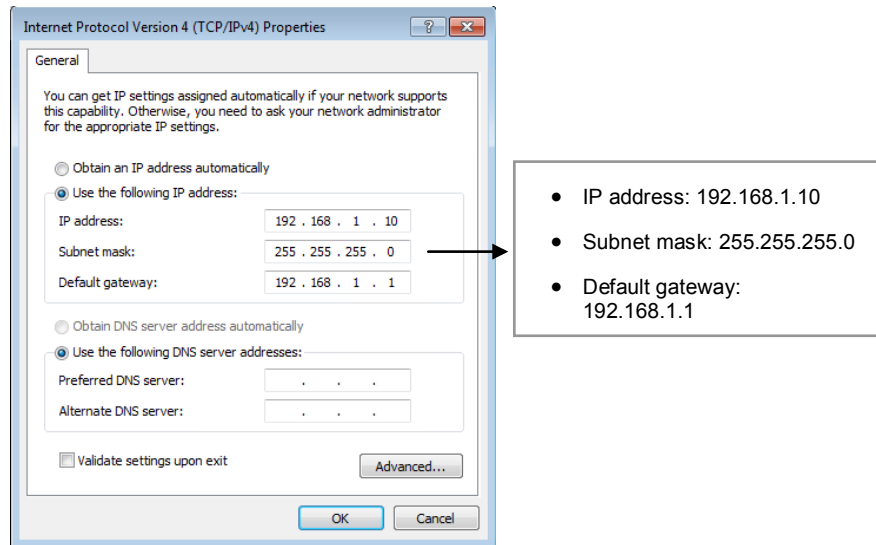 Internet Protocol Version 4 (TCP/IPv4) Properties
General
You can get IP settings assigned automatically if your network supports
this capability. Otherwise, you need to ask your network administrator
for the appropriate IP settings.
Obtain an IP address automatically
Use the following IP address:
IP address: 192 . 168 . 1 . 10
Subnet mask: 255 . 255 . 255 . 0
Default gateway: 192 . 168 . 1 . 1
Obtain DNS server address automatically
Use the following DNS server addresses:
Preferred DNS server: . . .
Alternate DNS server: . . .
Validate settings upon exit
Advanced...
OK Cancel
• IP address: 192.168.1.10
• Subnet mask: 255.255.255.0
• Default gateway:
192.168.1.1